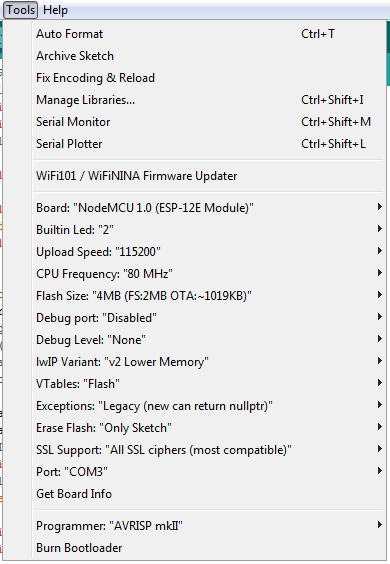 Tools Help
Auto Format Ctrl+T
Archive Sketch
Fix Encoding & Reload
Manage Libraries... Ctrl+Shift+I
Serial Monitor Ctrl+Shift+M
Serial Plotter Ctrl+Shift+L
WiFi101 / WiFiNINA Firmware Updater
Board: "NodeMCU 1.0 (ESP-12E Module)"
Builtin Led: "2"
Upload Speed: "115200"
CPU Frequency: "80 MHz"
Flash Size: "4MB (FS:2MB OTA:~1019KB)"
Debug port: "Disabled"
Debug Level: "None"
lwIP Variant: "v2 Lower Memory"
VTables: "Flash"
Exceptions: "Legacy (new can return nullptr)"
Erase Flash: "Only Sketch"
SSL Support: "All SSL ciphers (most compatible)"
Port: "COM3"
Get Board Info
Programmer: "AVRISP mkII"
Burn Bootloader